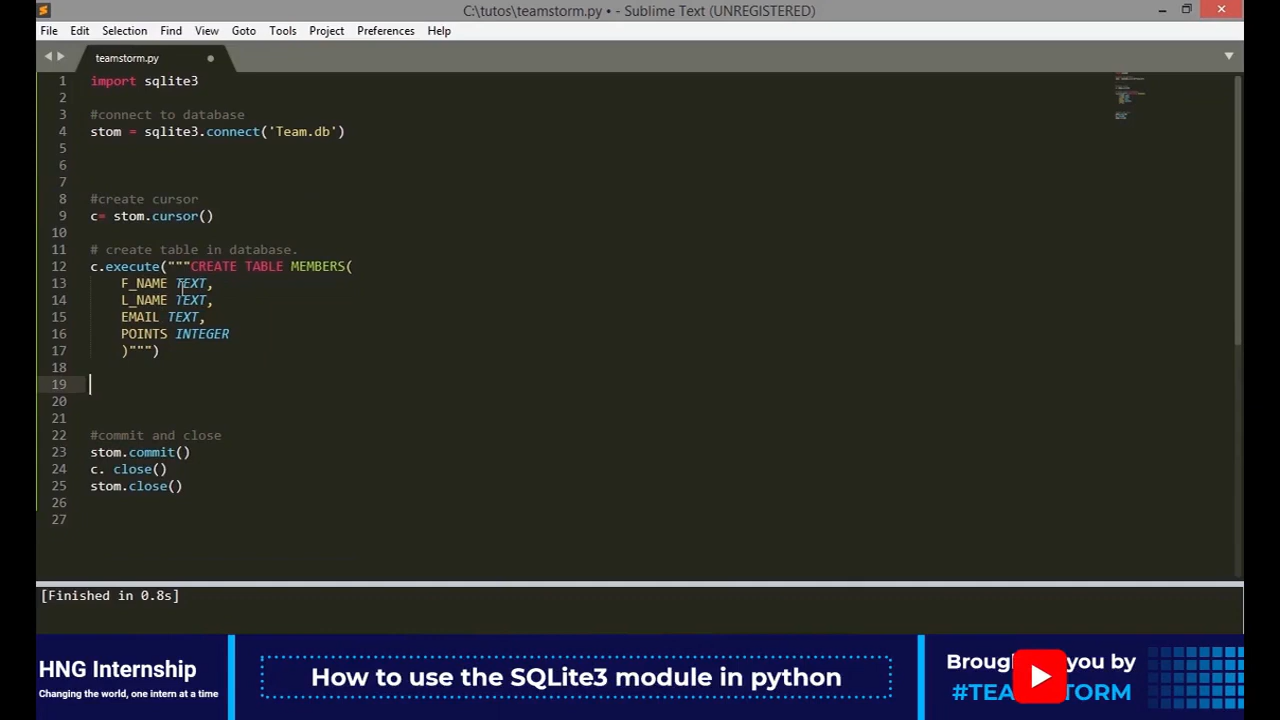 C:\tutos\teamstorm.py • - Sublime Text (UNREGISTERED)
File Edit Selection Find View Goto Tools Project Preferences Help
teamstorm.py
1 import sqlite3
2
3 #connect to database
4 stom = sqlite3.connect('Team.db')
5
6
7
8 #create cursor
9 c= stom.cursor()
10
11 # create table in database.
12 c.execute("""CREATE TABLE MEMBERS(
13 F_NAME TEXT,
14 L_NAME TEXT,
15 EMAIL TEXT,
16 POINTS INTEGER
17 )""")
18
19
20
21
22 #commit and close
23 stom.commit()
24 c. close()
25 stom.close()
26
27
[Finished in 0.8s]
HNG Internship
Changing the world, one intern at a time
How to use the SQLite3 module in python
you by